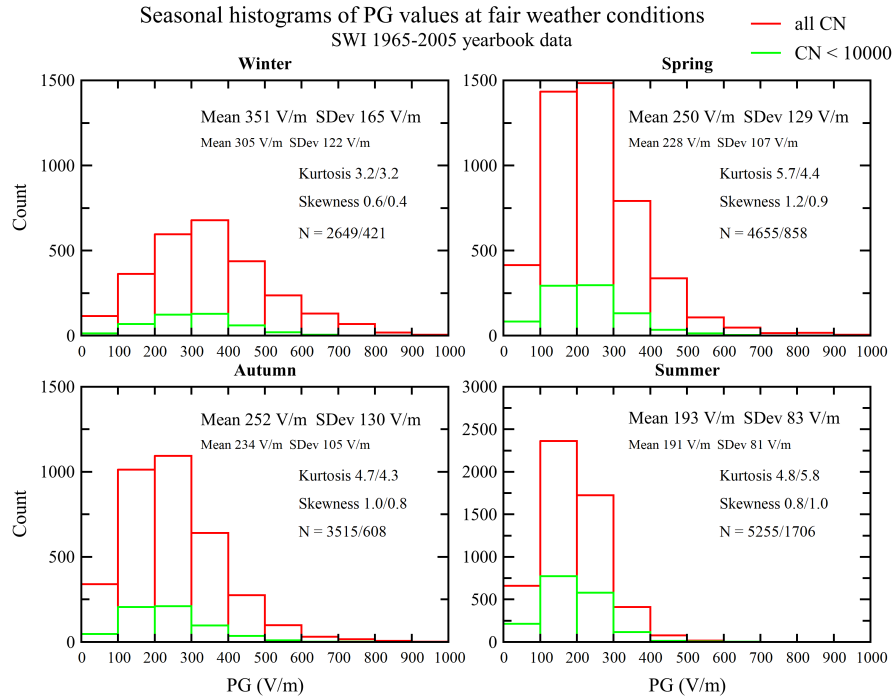 Seasonal histograms of PG values at fair weather conditions
SWI 1965-2005 yearbook data
all CN
CN < 10000
Winter
Mean 351 V/m SDev 165 V/m
Mean 305 V/m SDev 122 V/m
Kurtosis 3.2/3.2
Skewness 0.6/0.4
N = 2649/421
1500
1000
500
0
Count
0 100 200 300 400 500 600 700 800 900 1000
Spring
Mean 250 V/m SDev 129 V/m
Mean 228 V/m SDev 107 V/m
Kurtosis 5.7/4.4
Skewness 1.2/0.9
N = 4655/858
1500
1000
500
0
0 100 200 300 400 500 600 700 800 900 1000
Autumn
Mean 252 V/m SDev 130 V/m
Mean 234 V/m SDev 105 V/m
Kurtosis 4.7/4.3
Skewness 1.0/0.8
N = 3515/608
1500
1000
500
0
Count
0 100 200 300 400 500 600 700 800 900 1000
PG (V/m)
Summer
Mean 193 V/m SDev 83 V/m
Mean 191 V/m SDev 81 V/m
Kurtosis 4.8/5.8
Skewness 0.8/1.0
N = 5255/1706
3000
2500
2000
1500
1000
500
0
0 100 200 300 400 500 600 700 800 900 1000
PG (V/m)